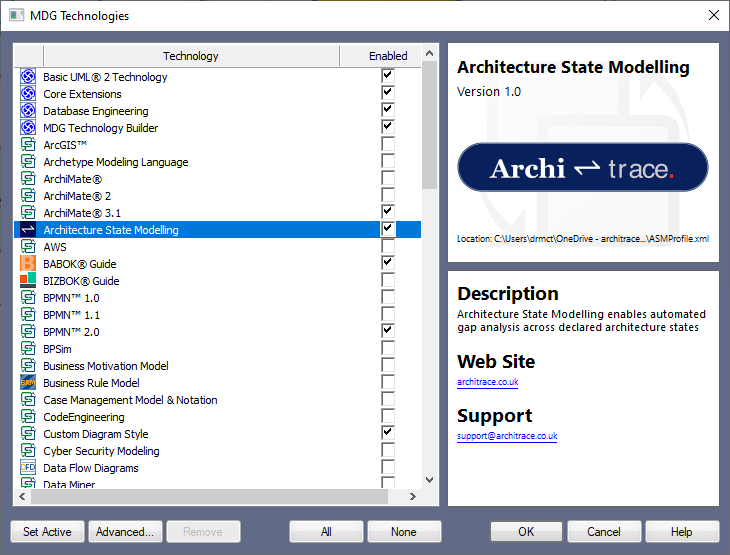 MDG Technologies
Technology Enabled
Basic UML® 2 Technology
Core Extensions
Database Engineering
MDG Technology Builder
ArcGIS™
Archetype Modeling Language
ArchiMate®
ArchiMate® 2
ArchiMate® 3.1
Architecture State Modelling
AWS
BABOK® Guide
BIZBOK® Guide
BPMN™ 1.0
BPMN™ 1.1
BPMN™ 2.0
BPSim
Business Motivation Model
BRM Business Rule Model
Case Management Model & Notation
CodeEngineering
Custom Diagram Style
Cyber Security Modeling
DFD Data Flow Diagrams
Data Miner
Architecture State Modelling
Version 1.0
Archi ⇌ trace.
Location: C:\Users\drmct\OneDrive - architrace...\ASMProfile.xml
Description
Architecture State Modelling enables automated
gap analysis across declared architecture states
Web Site
architrace.co.uk
Support
support@architrace.co.uk
Set Active Advanced... Remove All None OK Cancel Help